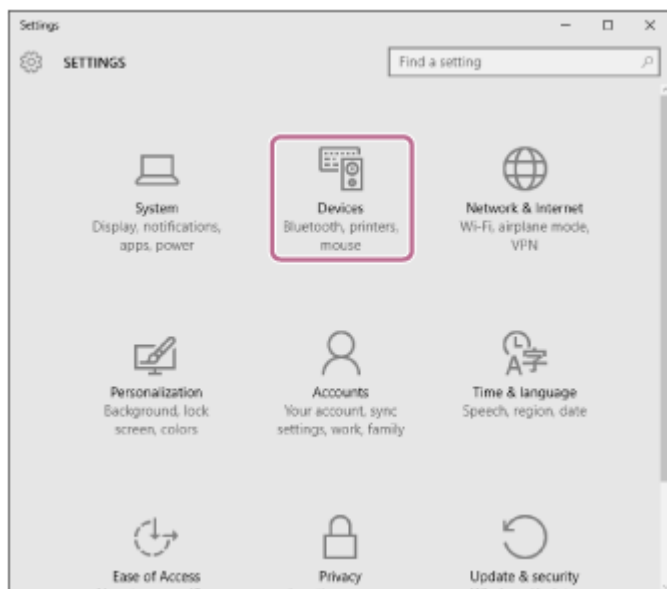 Settings
SETTINGS
Find a setting
System
Display, notifications,
apps, power
Devices
Bluetooth, printers,
mouse
Network & Internet
Wi-Fi, airplane mode,
VPN
Personalization
Background, lock
screen, colors
Accounts
Your account, sync
settings, work, family
Time & language
Speech, region, date
Ease of Access
Privacy
Update & security